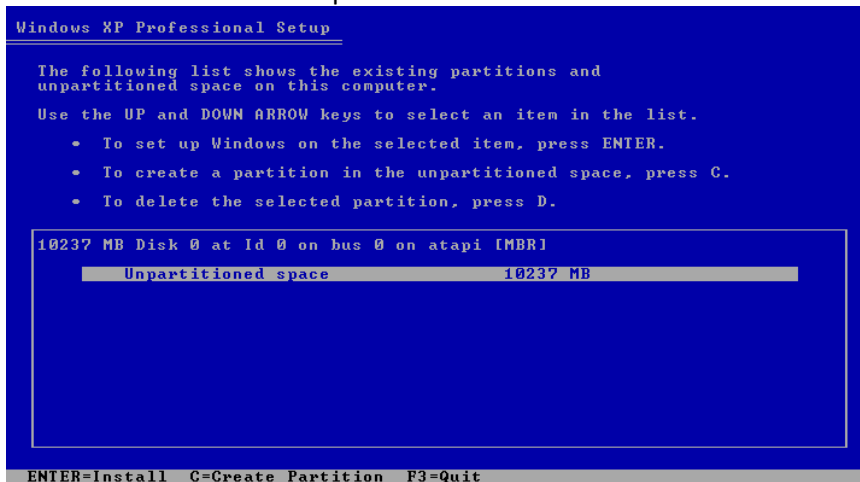 Windows XP Professional Setup
The following list shows the existing partitions and
unpartitioned space on this computer.
Use the UP and DOWN ARROW keys to select an item in the list.
• To set up Windows on the selected item, press ENTER.
• To create a partition in the unpartitioned space, press C.
• To delete the selected partition, press D.
10237 MB Disk 0 at Id 0 on bus 0 on atapi [MBR]
Unpartitioned space 10237 MB
ENTER=Install C=Create Partition F3=Quit